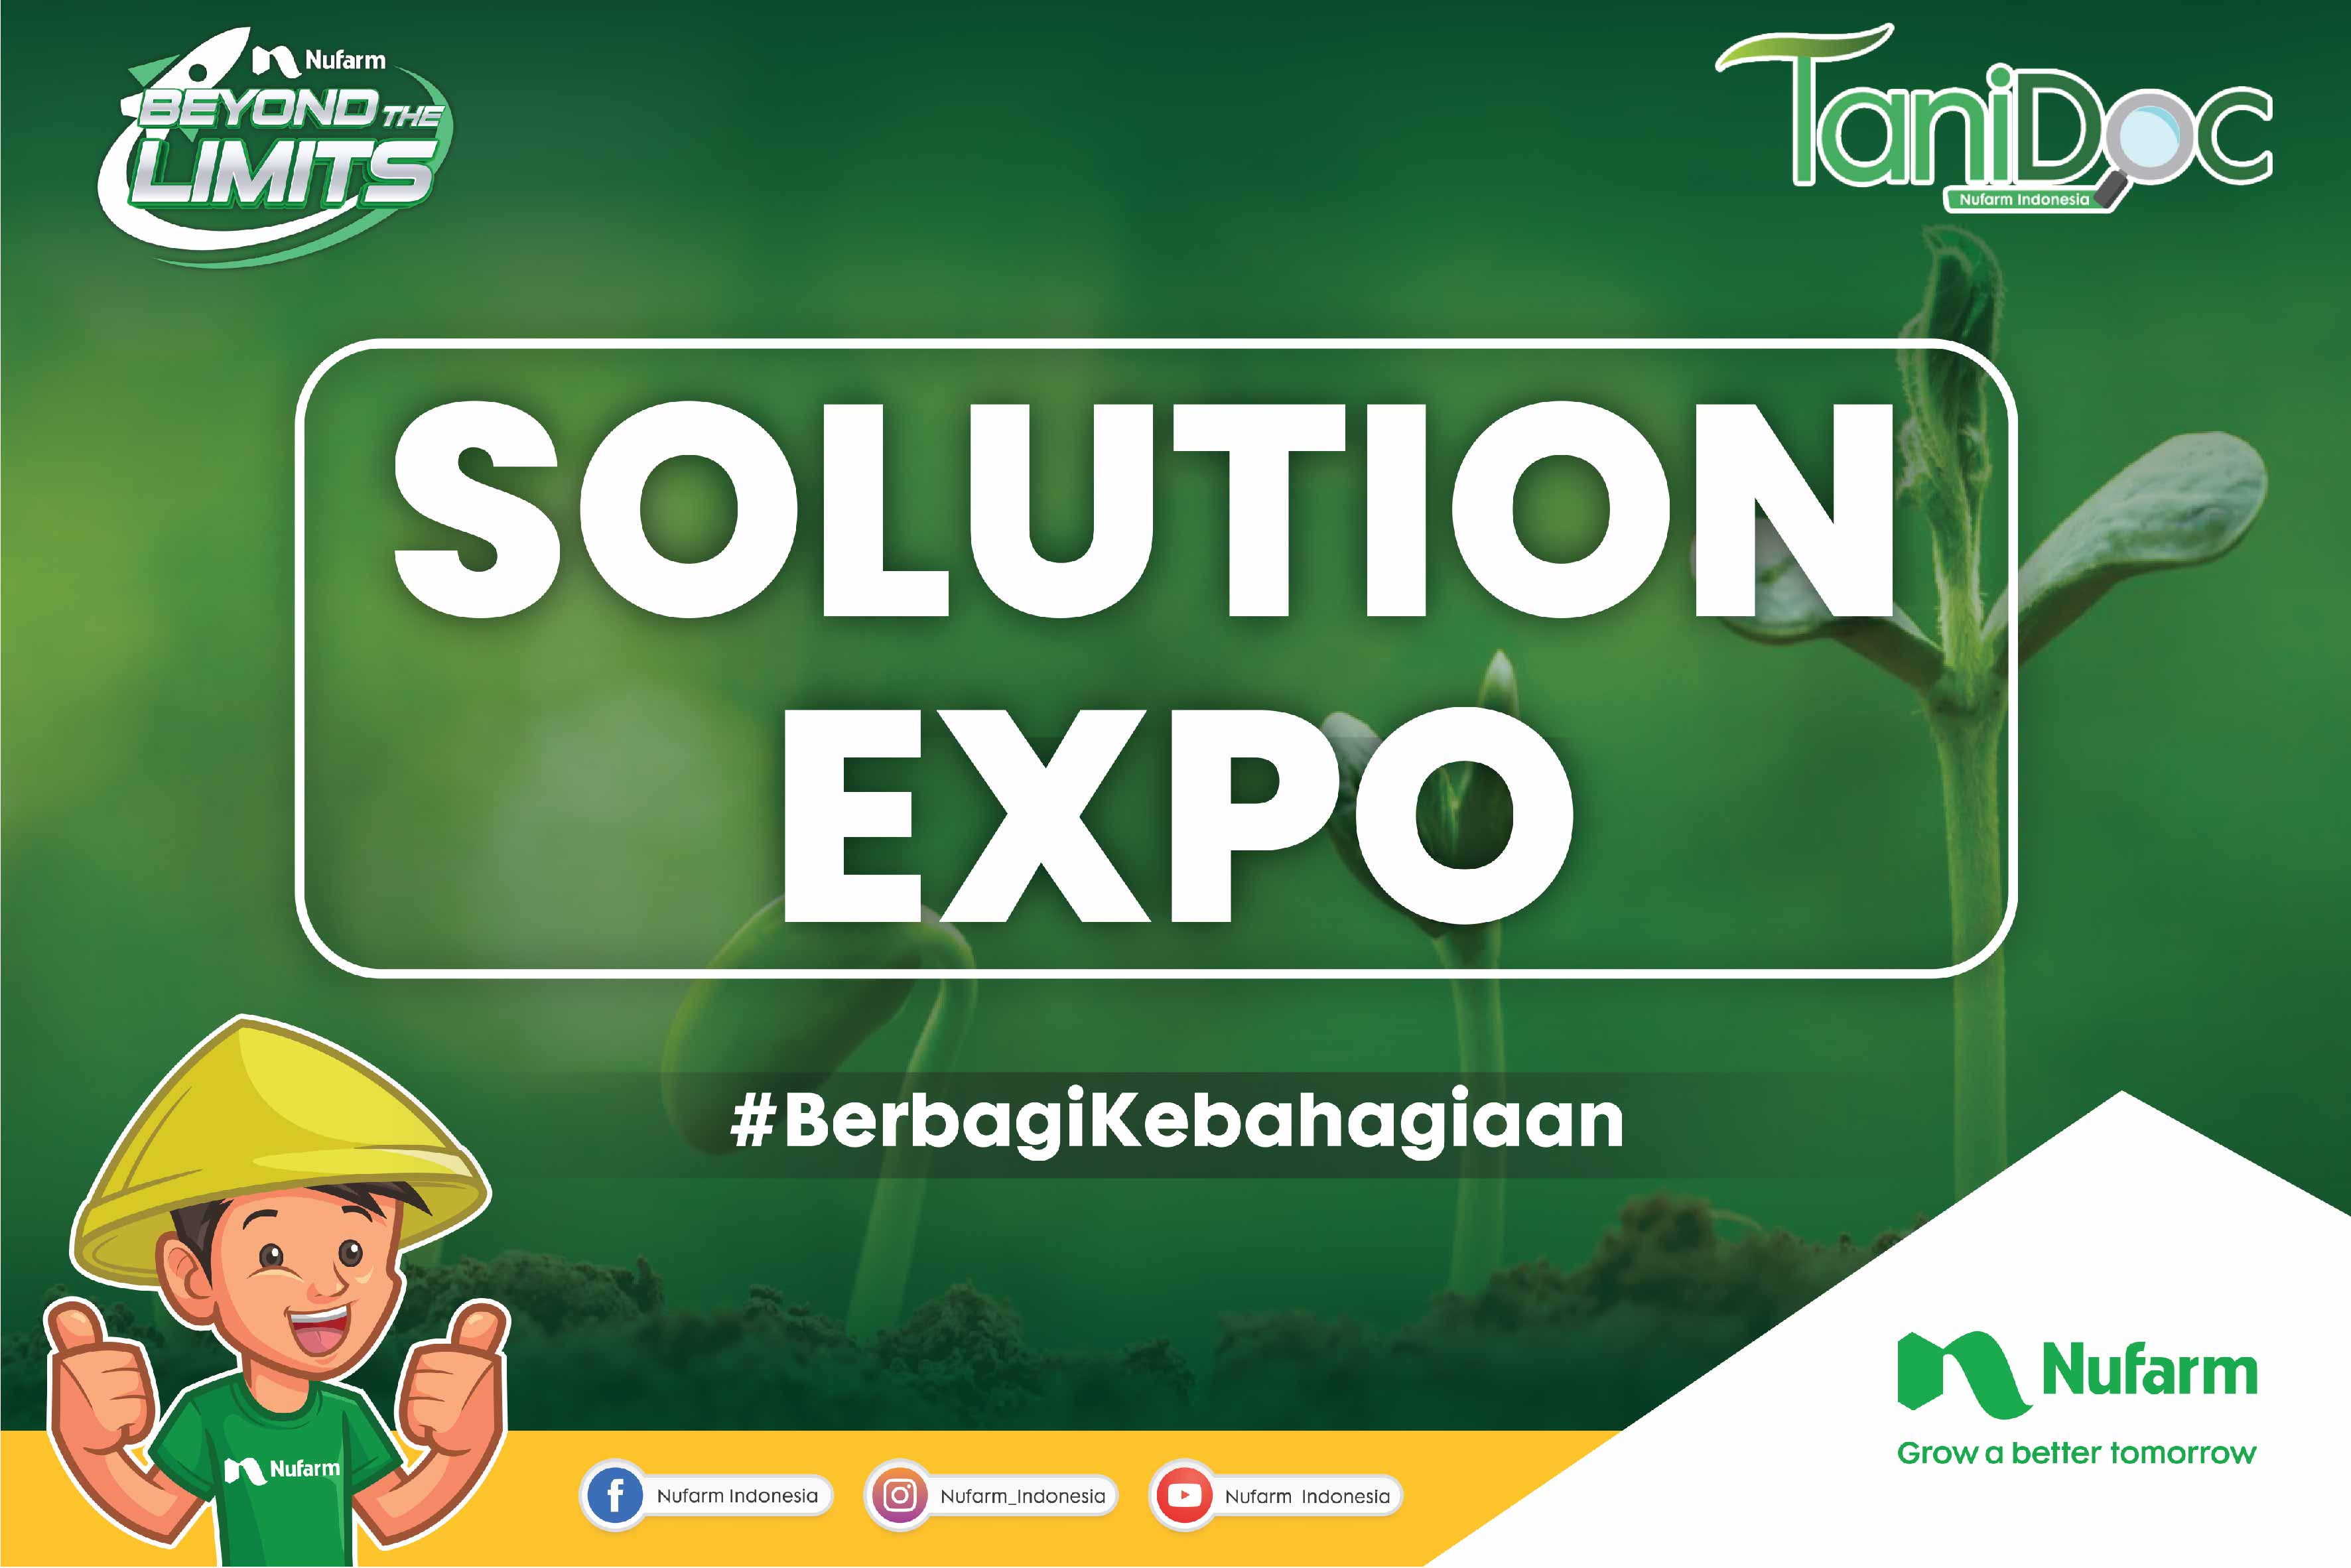 Nufarm
BEYOND THE
LIMITS
TaniDoc
Nufarm Indonesia
SOLUTION
EXPO
#BerbagiKebahagiaan
Nufarm
Nufarm Indonesia
Nufarm_Indonesia
Nufarm Indonesia
Nufarm
Grow a better tomorrow